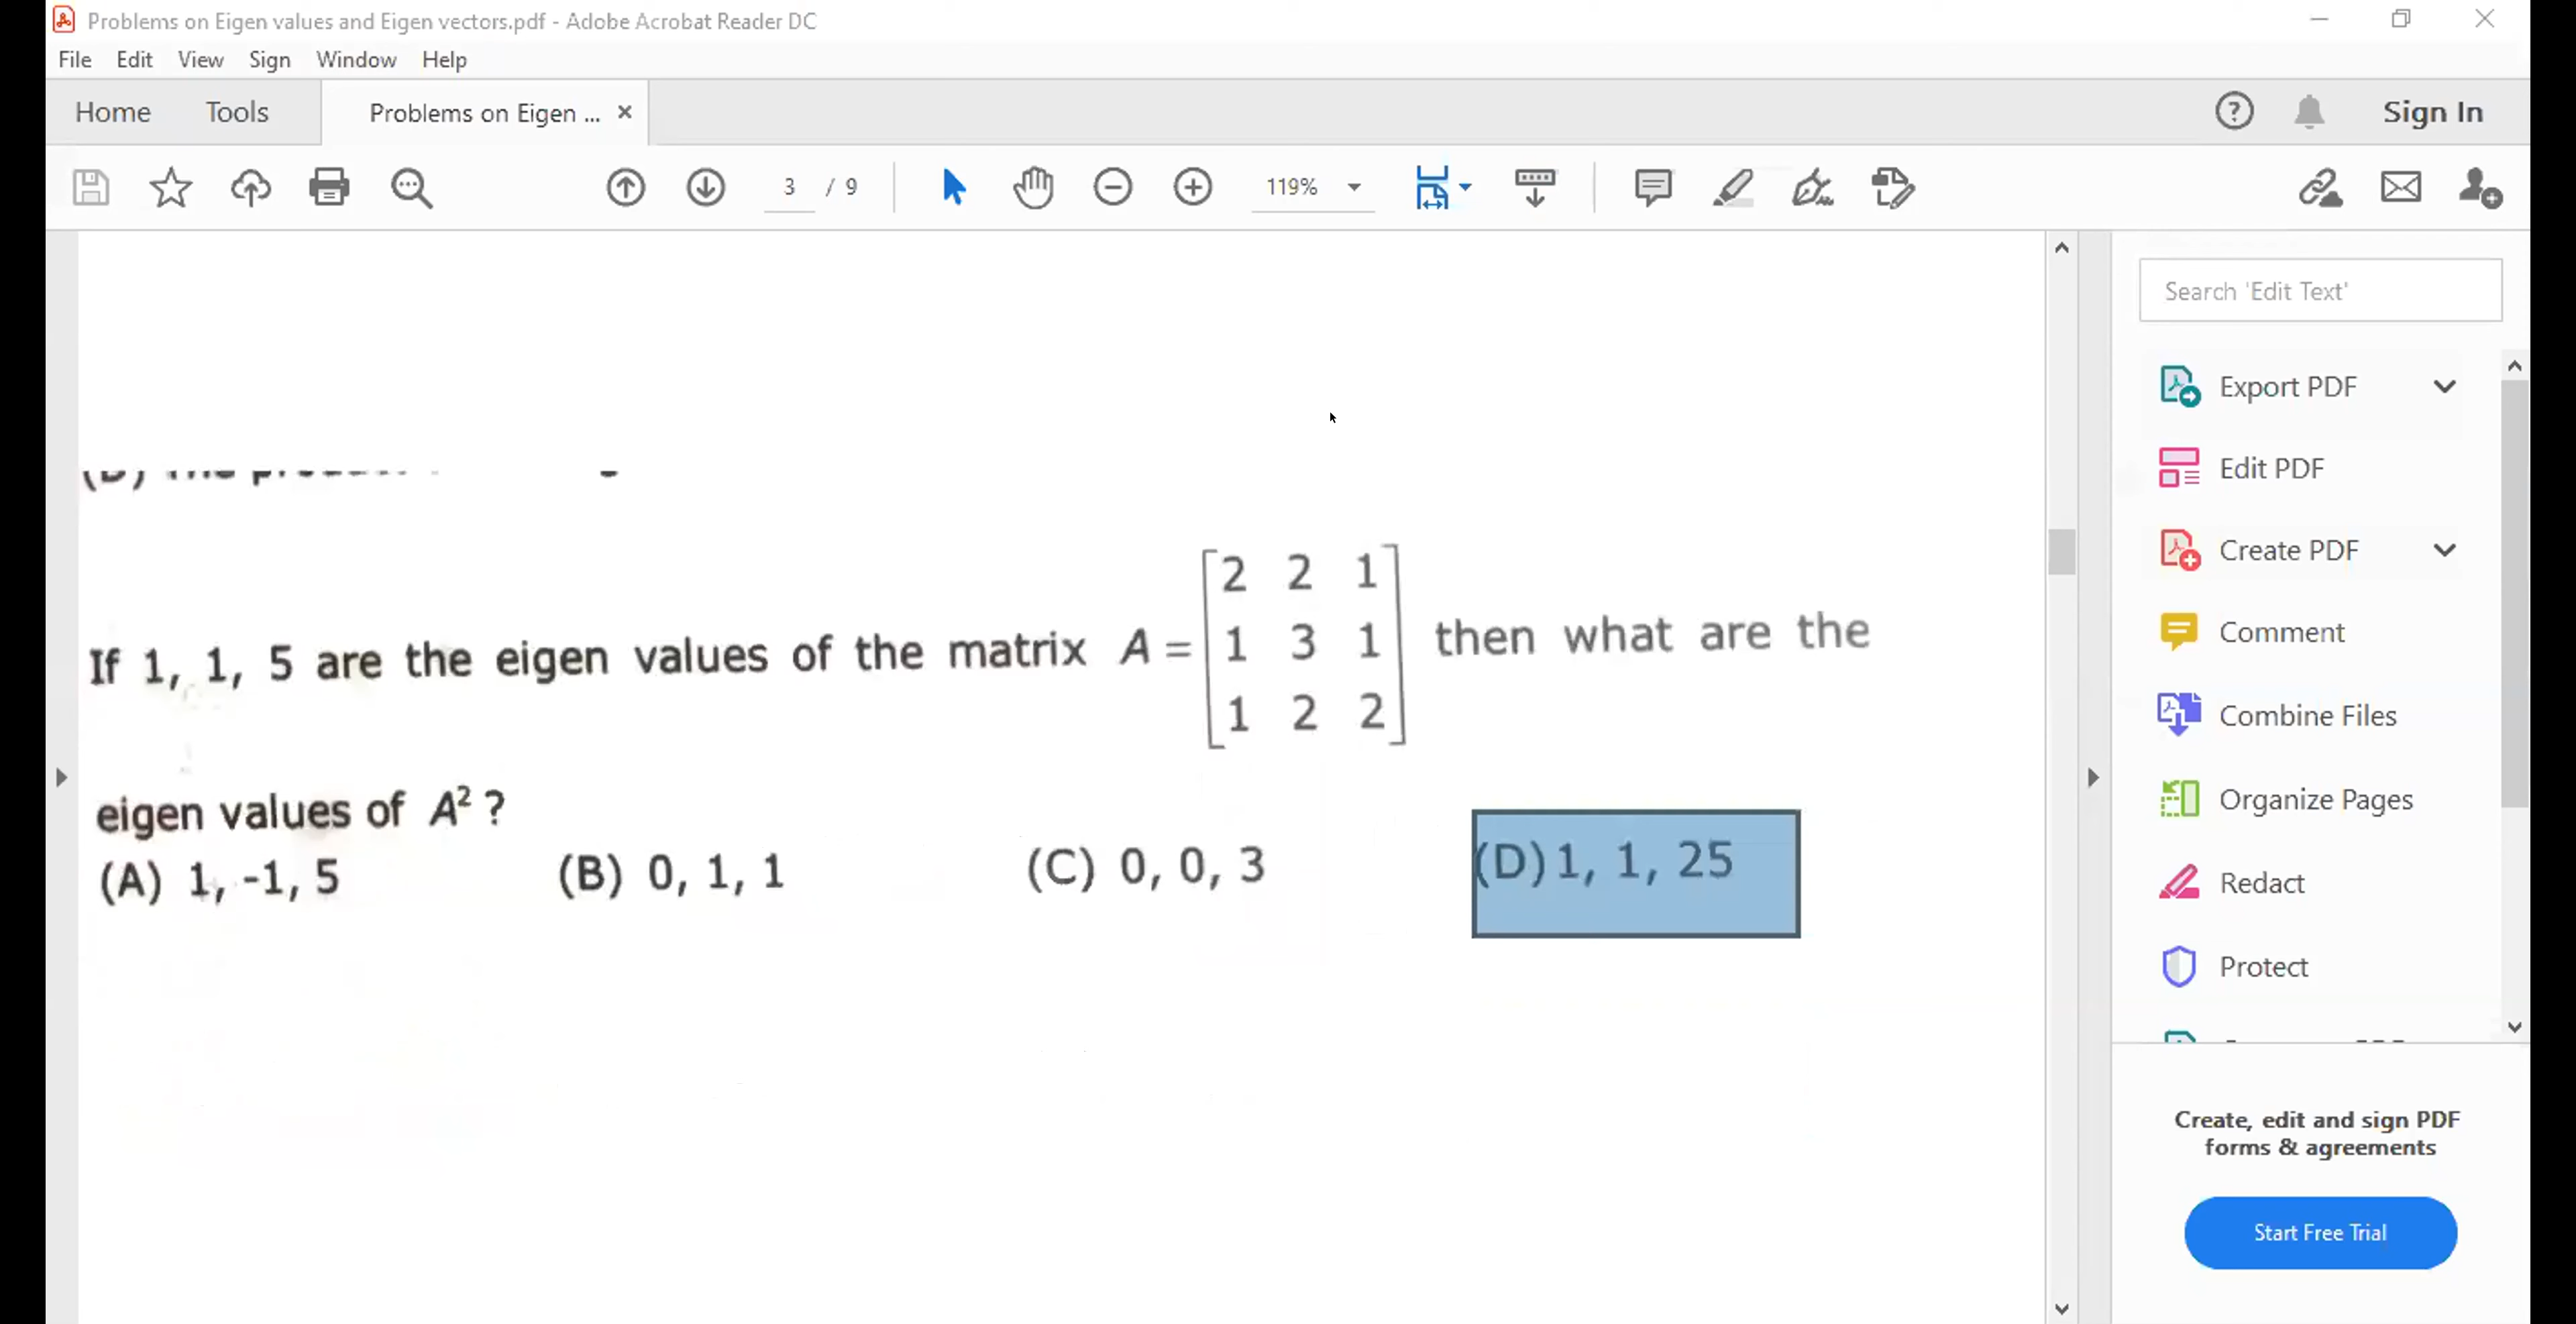 Problems on Eigen values and Eigen vectors.pdf - Adobe Acrobat Reader DC
File Edit View Sign Window Help
Home Tools Problems on Eigen ... Sign In
3 / 9 119%
Search 'Edit Text'
Export PDF
Edit PDF
Create PDF
Comment
Combine Files
Organize Pages
Redact
Protect
If 1, 1, 5 are the eigen values of the matrix A = [2 2 1
1 3 1
1 2 2] then what are the
eigen values of A² ?
(A) 1, -1, 5 (B) 0, 1, 1 (C) 0, 0, 3 (D) 1, 1, 25
Create, edit and sign PDF
forms & agreements
Start Free Trial